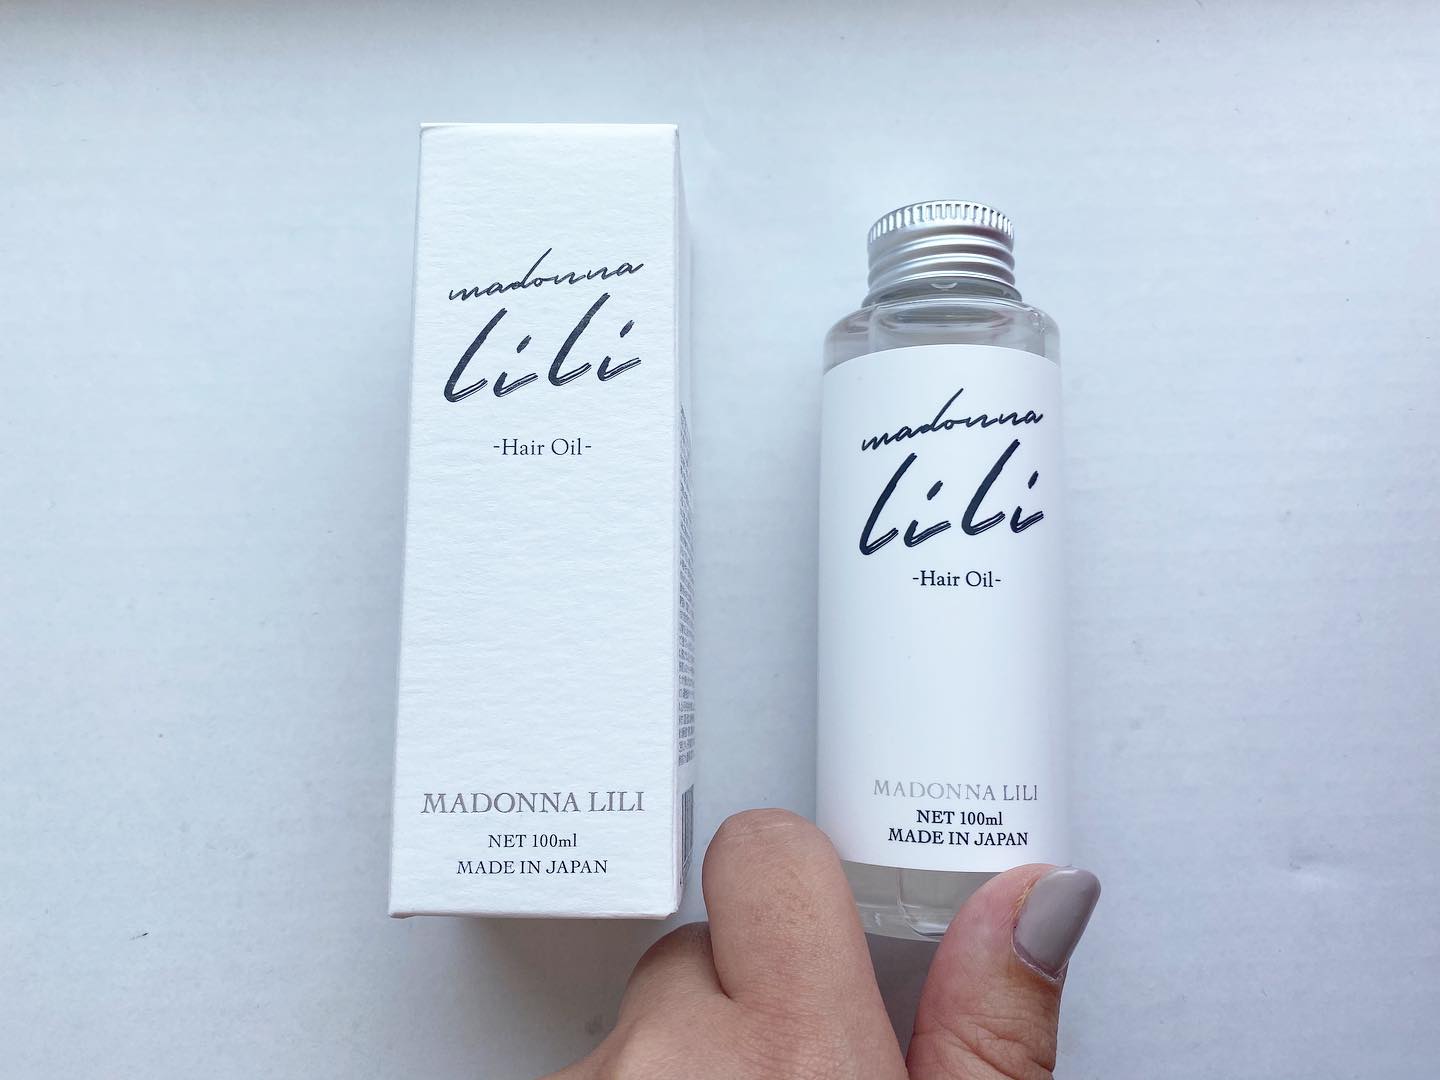 madonna
lili
-Hair Oil-
MADONNA LILI
NET 100ml
MADE IN JAPAN
madonna
lili
-Hair Oil-
MADONNA LILI
NET 100ml
MADE IN JAPAN